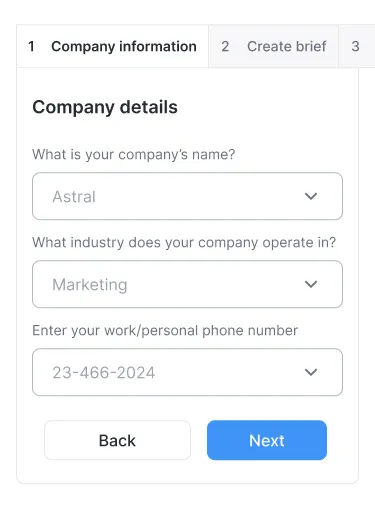 1 Company information 2 Create brief 3
Company details
What is your company's name?
Astral
What industry does your company operate in?
Marketing
Enter your work/personal phone number
23-466-2024
Back Next